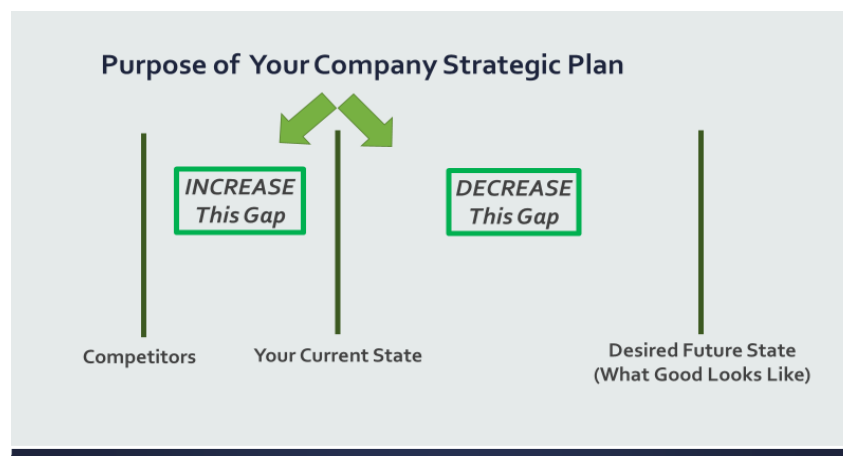 Purpose of Your Company Strategic Plan
INCREASE
This Gap
DECREASE
This Gap
Competitors
Your Current State
Desired Future State
(What Good Looks Like)